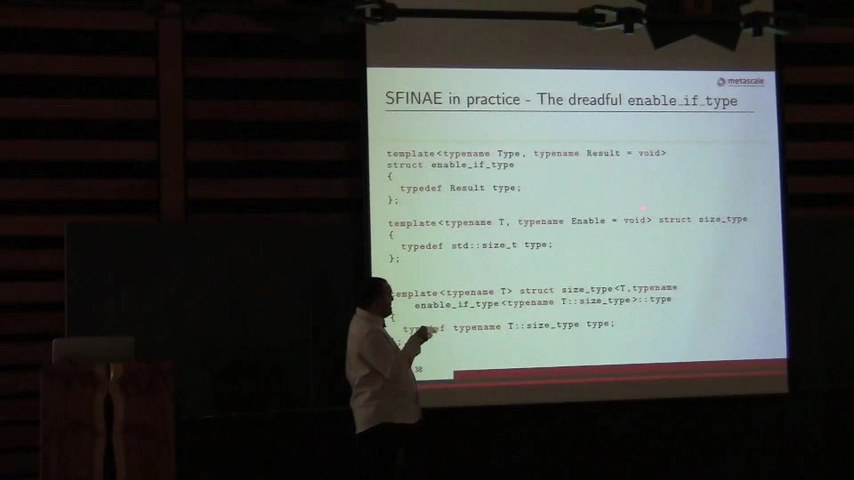 metascale
SFINAE in practice - The dreadful enable_if_type
template<typename Type, typename Result = void>
struct enable_if_type
{
typedef Result type;
};
template<typename T, typename Enable = void> struct size_type
{
typedef std::size_t type;
};
template<typename T> struct size_type<T,typename
enable_if_type<typename T::size_type>::type
{
typedef typename T::size_type type;
};
38